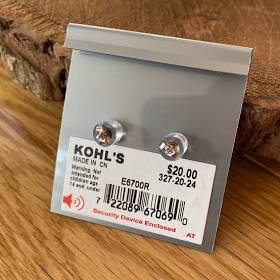 KOHL'S
MADE IN CN
Warning: Not
intended for
children age
14 and under
$20.00
327-20-24
E6700R
7 22089 67069 0
Security Device Enclosed
AT